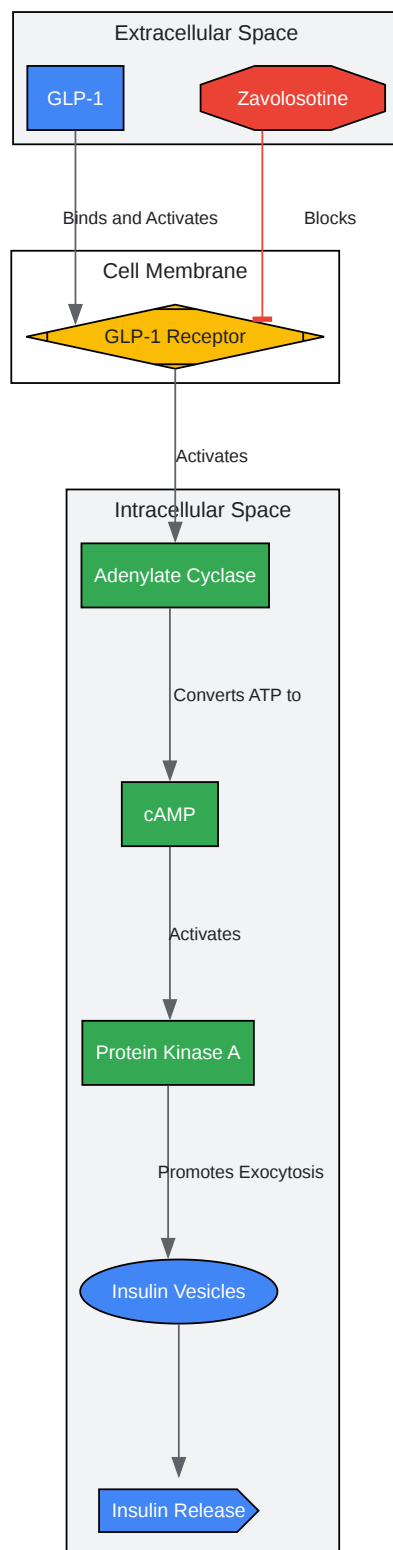 Extracellular Space
GLP-1
Zavolosotine
Binds and Activates
Blocks
Cell Membrane
GLP-1 Receptor
Activates
Intracellular Space
Adenylate Cyclase
Converts ATP to
cAMP
Activates
Protein Kinase A
Promotes Exocytosis
Insulin Vesicles
Insulin Release